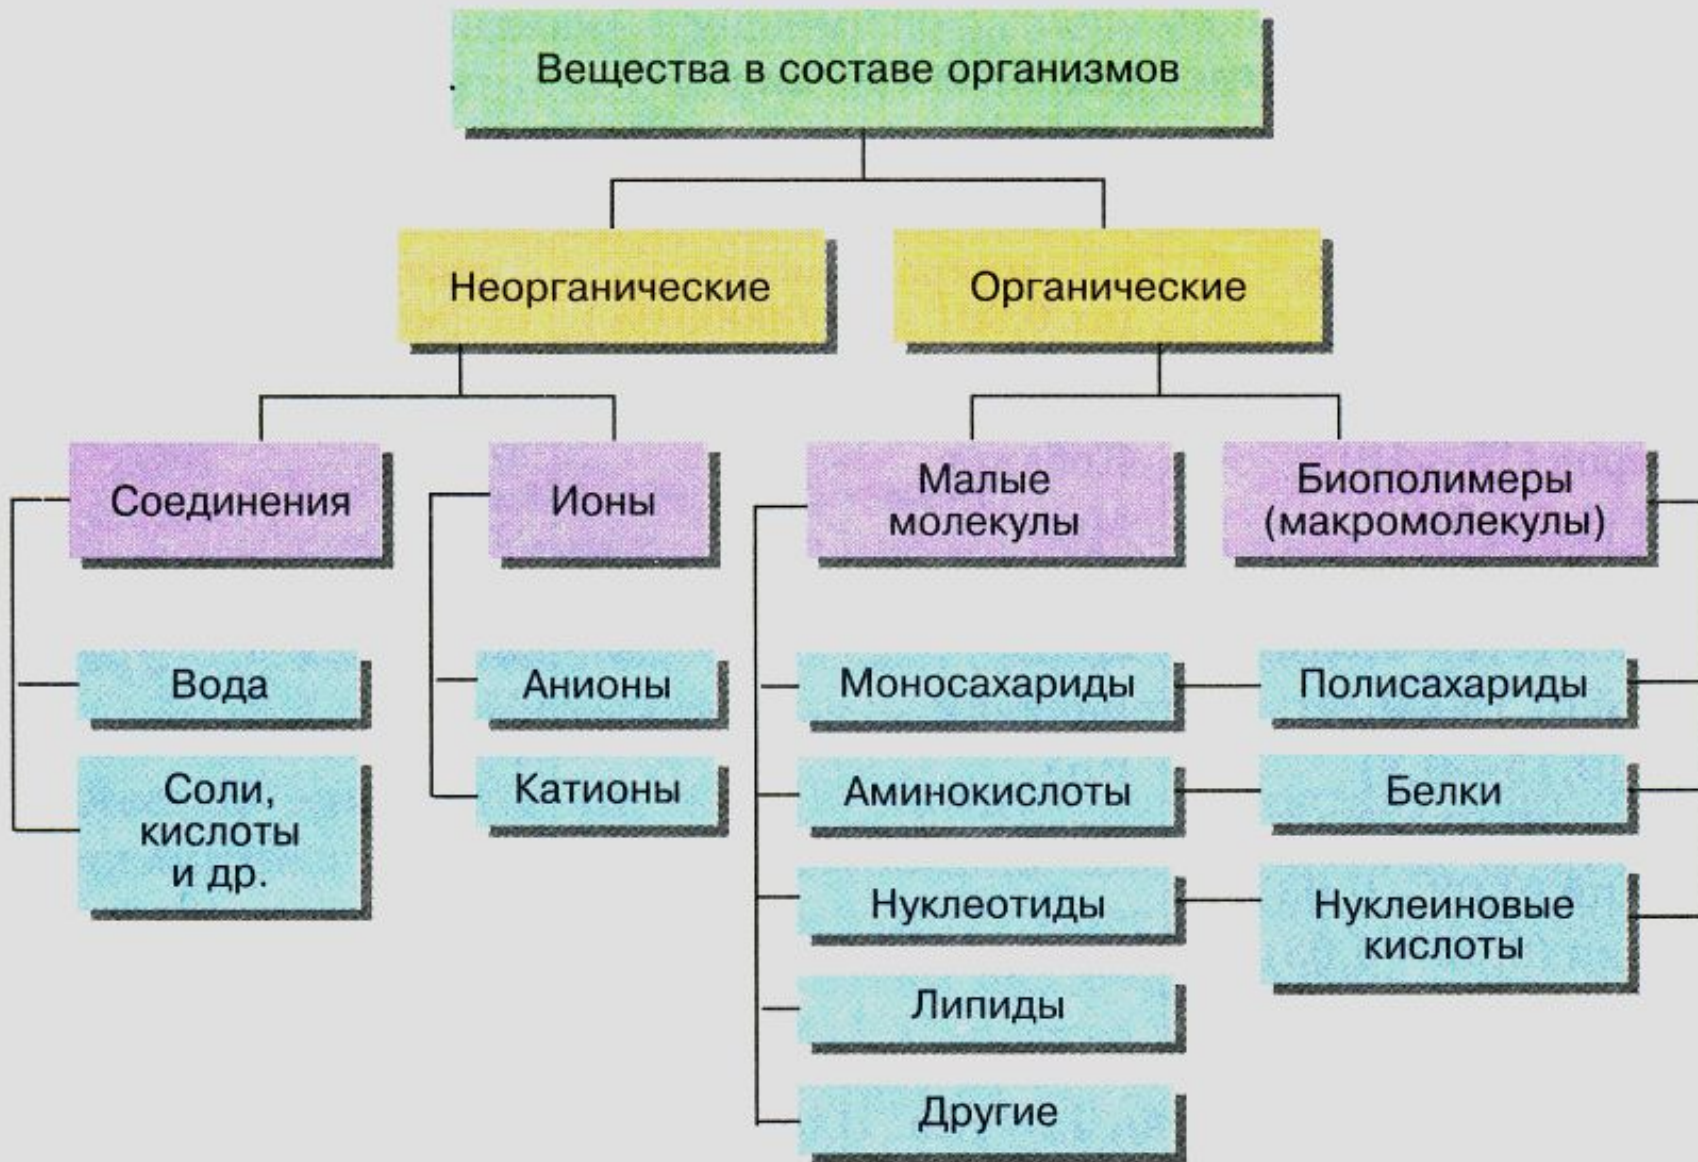 Вещества в составе организмов
Неорганические
Органические
Соединения
Ионы
Малые
молекулы
Биополимеры
(макромолекулы)
Вода
Анионы
Моносахариды
Полисахариды
Соли,
кислоты
и др.
Катионы
Аминокислоты
Белки
Нуклеотиды
Нуклеиновые
кислоты
Липиды
Другие